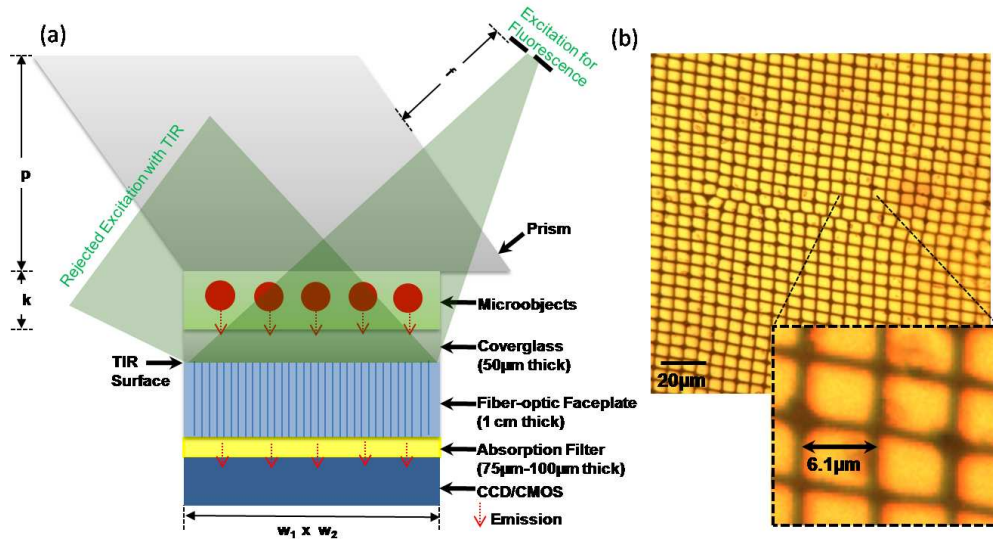 (a)
Excitation for
Fluorescence
f
p
Rejected Excitation with TIR
Prism
k
Microobjects
Coverglass
(50µm thick)
TIR
Surface
Fiber-optic Faceplate
(1 cm thick)
Absorption Filter
(75µm-100µm thick)
CCD/CMOS
Emission
w₁ x w₂
(b)
20µm
6.1µm